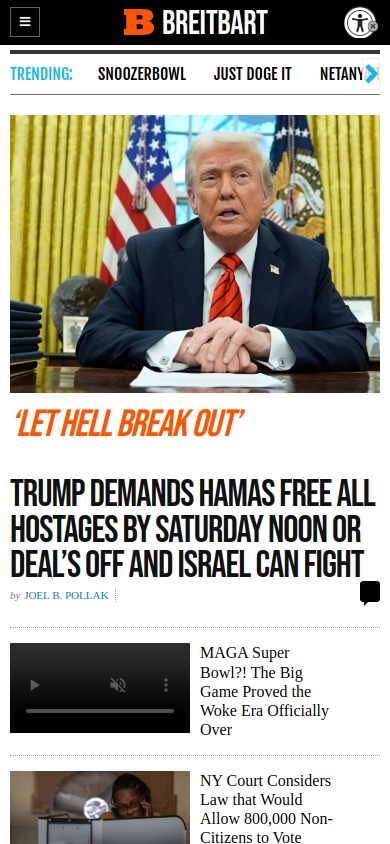 B BREITBART
TRENDING:
SNOOZERBOWL
JUST DOGE IT
NETANY
‘LET HELL BREAK OUT’
TRUMP DEMANDS HAMAS FREE ALL
HOSTAGES BY SATURDAY NOON OR
DEAL’S OFF AND ISRAEL CAN FIGHT
by JOEL B. POLLAK
MAGA Super
Bowl?! The Big
Game Proved the
Woke Era Officially
Over
NY Court Considers
Law that Would
Allow 800,000 Non-
Citizens to Vote